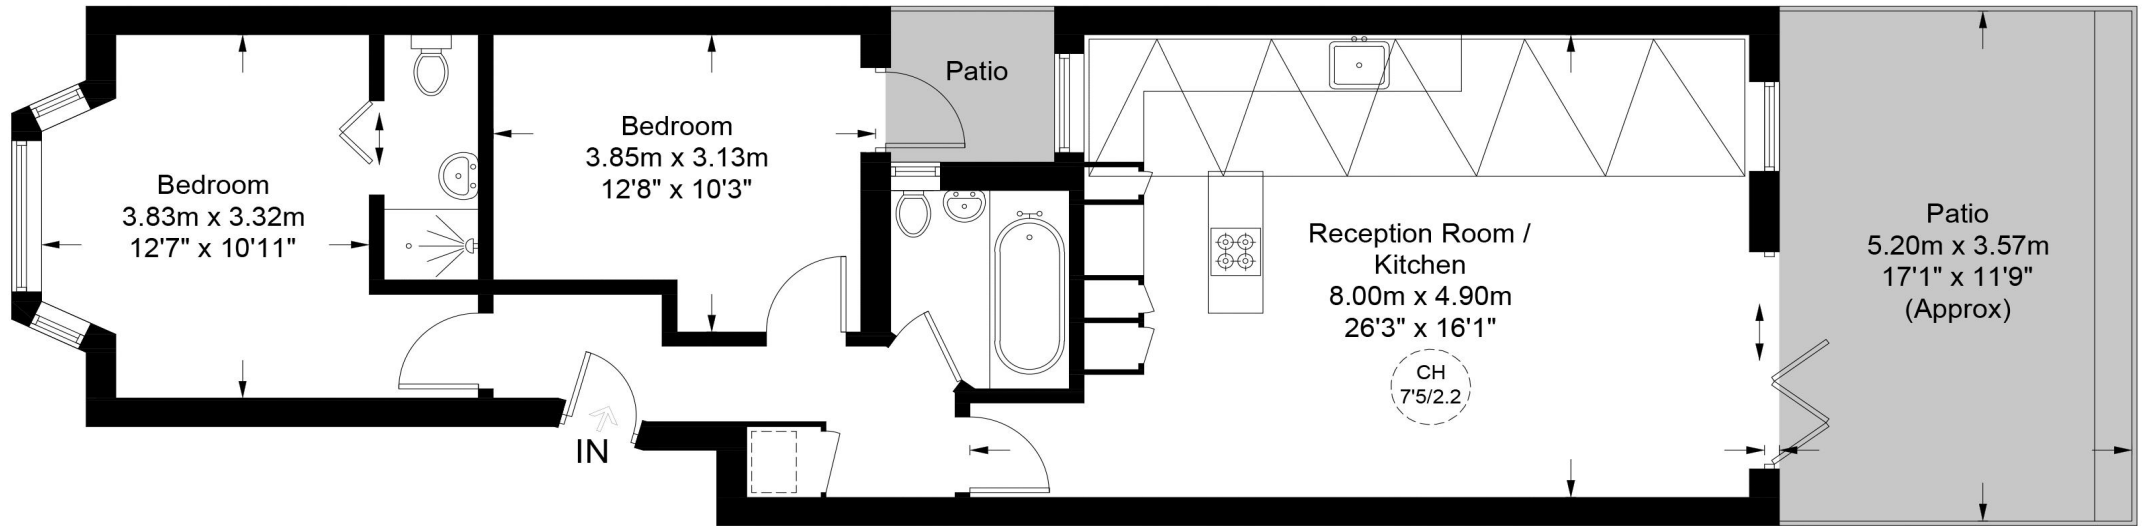 Bedroom
3.83m x 3.32m
12'7" x 10'11"
Bedroom
3.85m x 3.13m
12'8" x 10'3"
Patio
Reception Room /
Kitchen
8.00m x 4.90m
26'3" x 16'1"
CH
7'5/2.2
Patio
5.20m x 3.57m
17'1" x 11'9"
(Approx)
IN